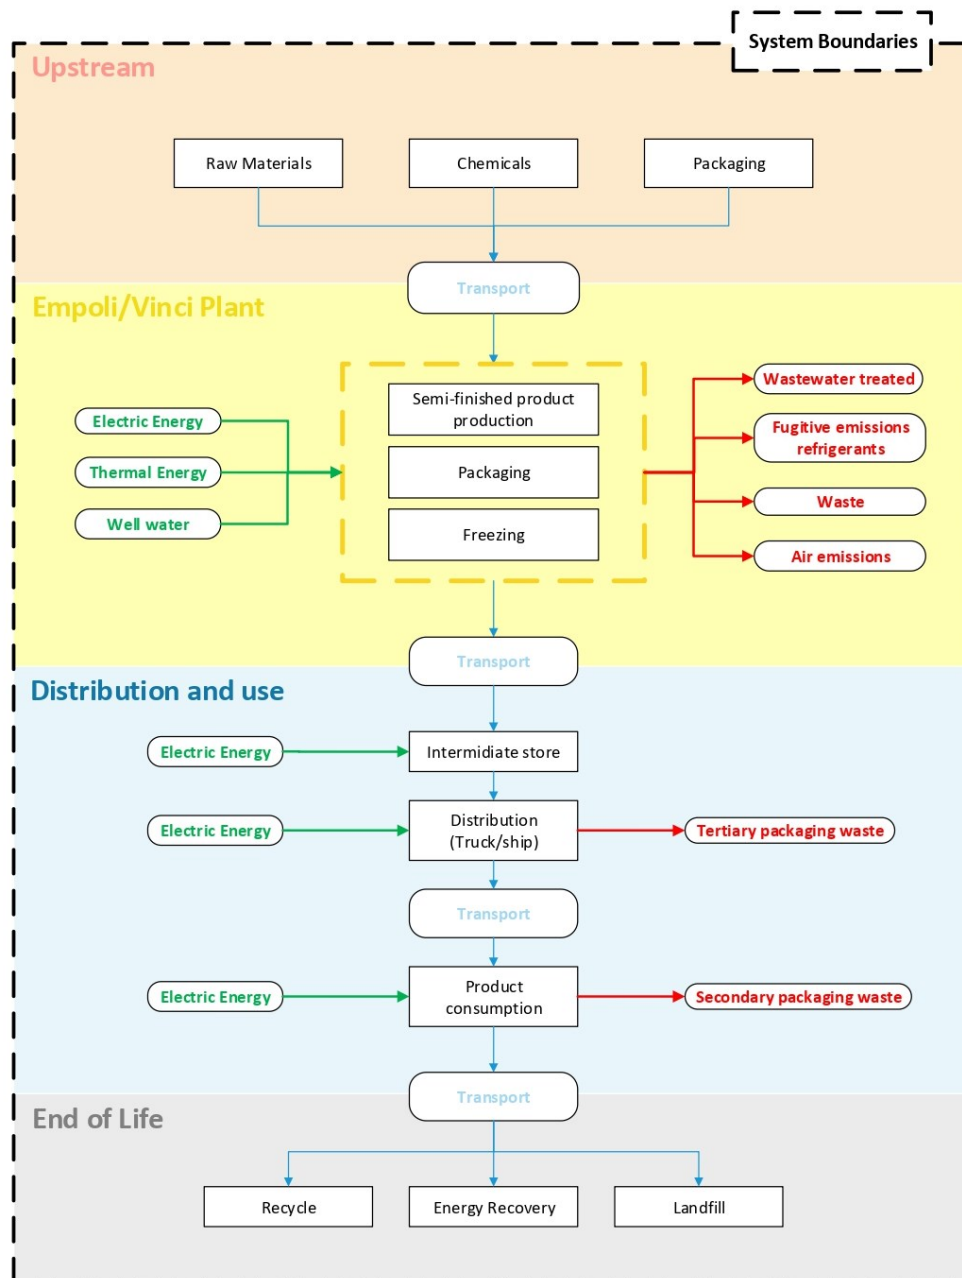 System Boundaries
Upstream
Raw Materials
Chemicals
Packaging
Transport
Empoli/Vinci Plant
Electric Energy
Thermal Energy
Well water
Semi-finished product
production
Packaging
Freezing
Wastewater treated
Fugitive emissions
refrigerants
Waste
Air emissions
Transport
Distribution and use
Electric Energy
Intermidiate store
Electric Energy
Distribution
(Truck/ship)
Tertiary packaging waste
Transport
Electric Energy
Product
consumption
Secondary packaging waste
Transport
End of Life
Recycle
Energy Recovery
Landfill